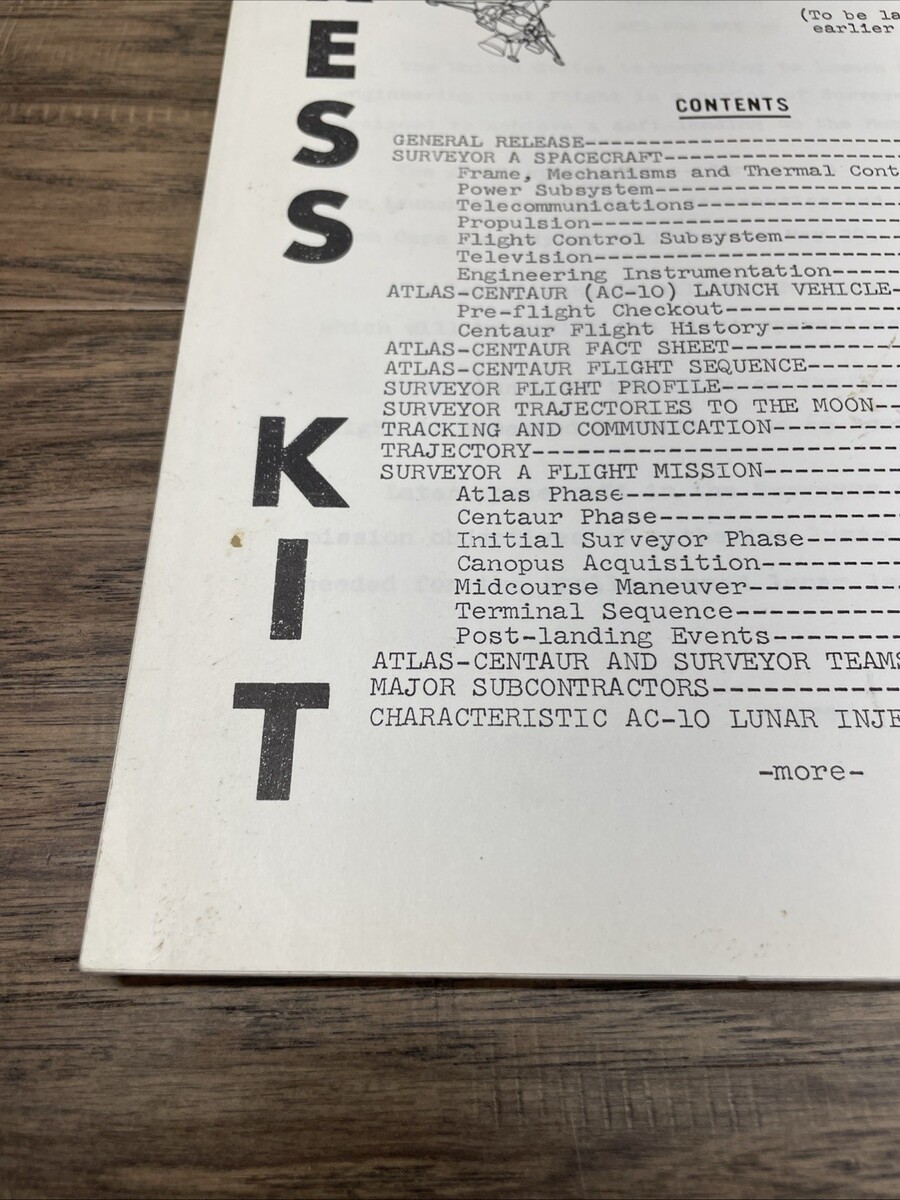 RESS
KIT
(To be la
earlier
CONTENTS
GENERAL RELEASE-----------------------
SURVEYOR A SPACECRAFT-----------------
Frame, Mechanisms and Thermal Cont
Power Subsystem-------------------
Telecommunications----------------
Propulsion------------------------
Flight Control Subsystem----------
Television------------------------
Engineering Instrumentation-------
ATLAS-CENTAUR (AC-10) LAUNCH VEHICLE-
Pre-flight Checkout---------------
Centaur Flight History------------
ATLAS-CENTAUR FACT SHEET--------------
ATLAS-CENTAUR FLIGHT SEQUENCE--------
SURVEYOR FLIGHT PROFILE---------------
SURVEYOR TRAJECTORIES TO THE MOON--
TRACKING AND COMMUNICATION----------
TRAJECTORY-----------------------------
SURVEYOR A FLIGHT MISSION-----------
Atlas Phase----------------------
Centaur Phase--------------------
Initial Surveyor Phase--------
Canopus Acquisition-----------
Midcourse Maneuver------------
Terminal Sequence-------------
Post-landing Events-----------
ATLAS-CENTAUR AND SURVEYOR TEAMS
MAJOR SUBCONTRACTORS-------------
CHARACTERISTIC AC-10 LUNAR INJE
-more-